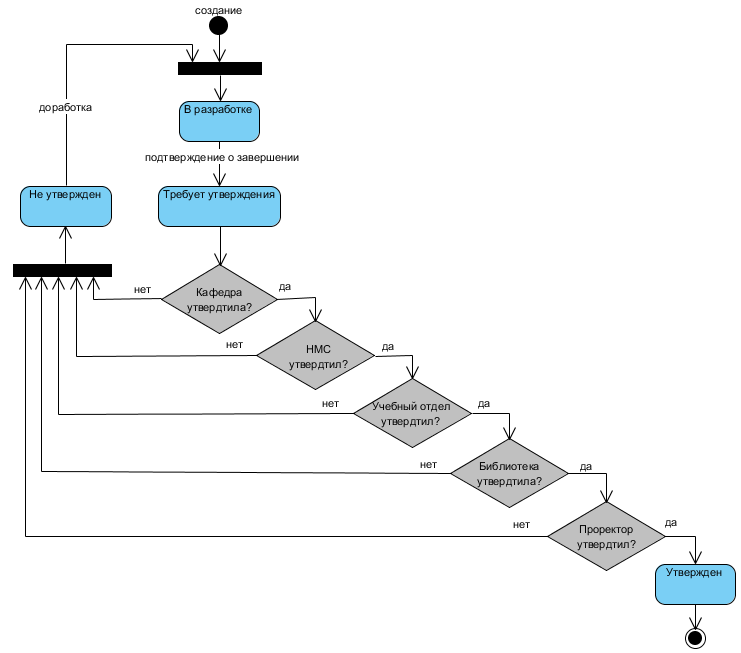 создание
доработка
В разработке
подтверждение о завершении
Не утвержден
Требует утверждения
нет
Кафедра
утвердтила?
да
нет
НМС
утвердтил?
да
нет
Учебный отдел
утвердтил?
да
нет
Библиотека
утвердтила?
да
нет
Проректор
утвердтил?
да
Утвержден